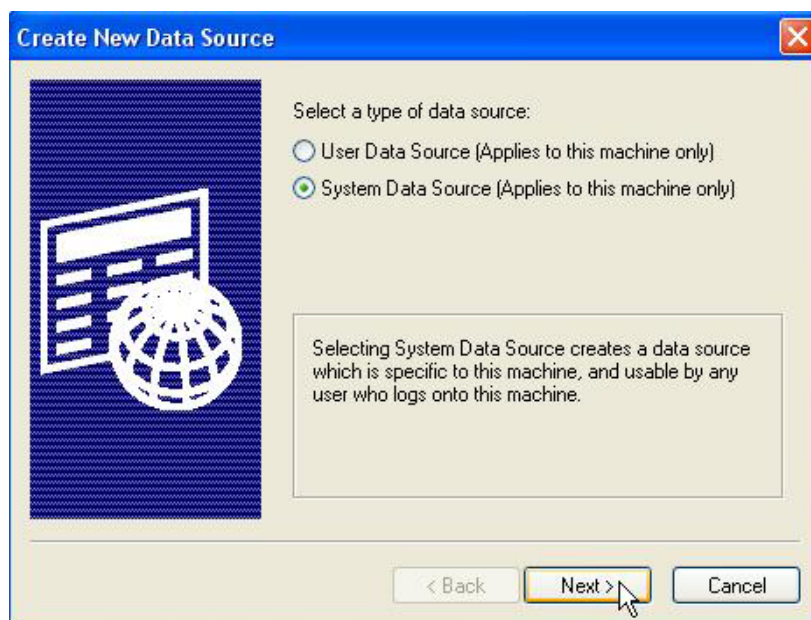 Create New Data Source
Select a type of data source:
User Data Source (Applies to this machine only)
System Data Source (Applies to this machine only)
Selecting System Data Source creates a data source
which is specific to this machine, and usable by any
user who logs onto this machine.
< Back
Next >
Cancel